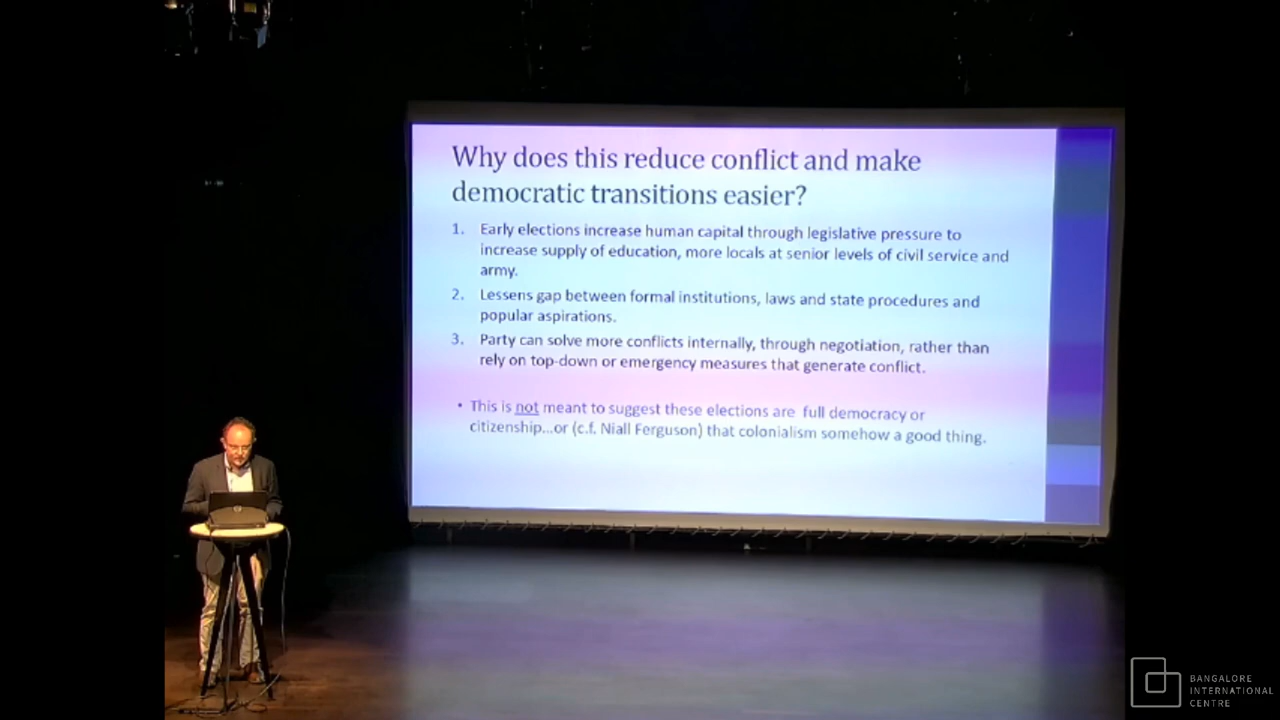 Why does this reduce conflict and make
democratic transitions easier?
1. Early elections increase human capital through legislative pressure to
increase supply of education, more locals at senior levels of civil service and
army.
2. Lessens gap between formal institutions, laws and state procedures and
popular aspirations.
3. Party can solve more conflicts internally, through negotiation, rather than
rely on top-down or emergency measures that generate conflict.
• This is not meant to suggest these elections are full democracy or
citizenship...or (c.f. Niall Ferguson) that colonialism somehow a good thing.
BANGALORE
INTERNATIONAL
CENTRE